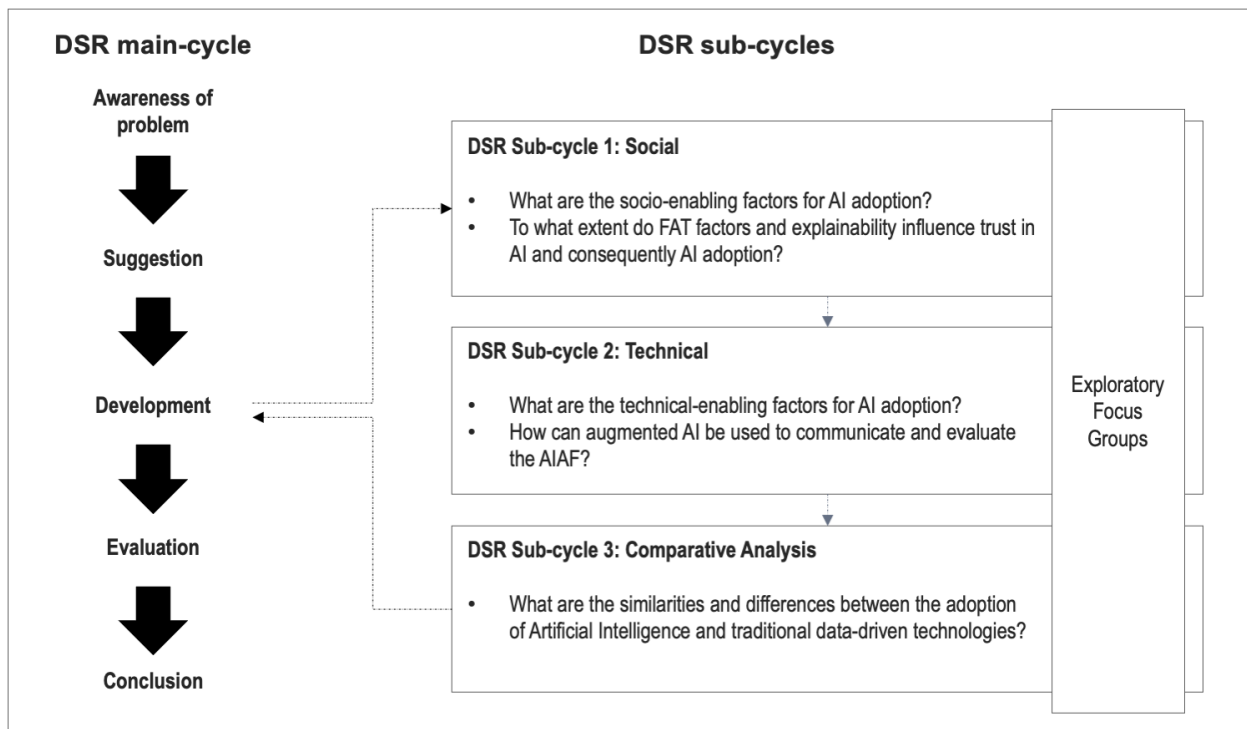 DSR main-cycle
Awareness of
problem
Suggestion
Development
Evaluation
Conclusion
DSR sub-cycles
DSR Sub-cycle 1: Social
• What are the socio-enabling factors for AI adoption?
• To what extent do FAT factors and explainability influence trust in
AI and consequently AI adoption?
DSR Sub-cycle 2: Technical
• What are the technical-enabling factors for AI adoption?
• How can augmented AI be used to communicate and evaluate
the AIAF?
DSR Sub-cycle 3: Comparative Analysis
• What are the similarities and differences between the adoption
of Artificial Intelligence and traditional data-driven technologies?
Exploratory
Focus
Groups